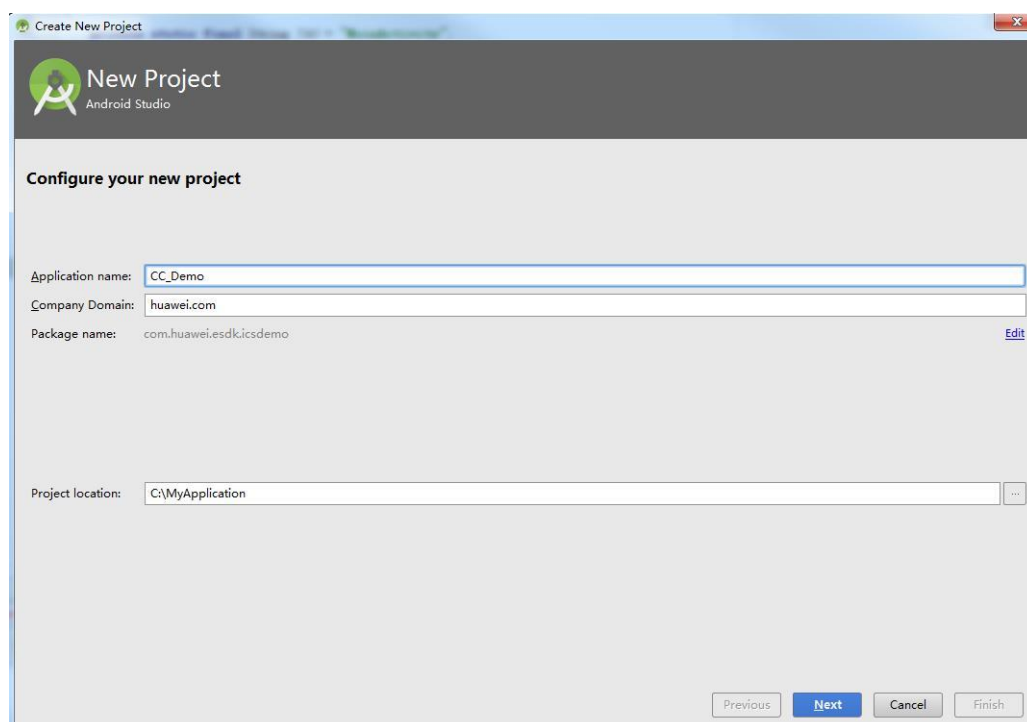 Create New Project
New Project
Android Studio
Configure your new project
Application name: CC_Demo
Company Domain: huawei.com
Package name: com.huawei.esdk.icsdemo Edit
Project location: C:\MyApplication ...
Previous Next Cancel Finish